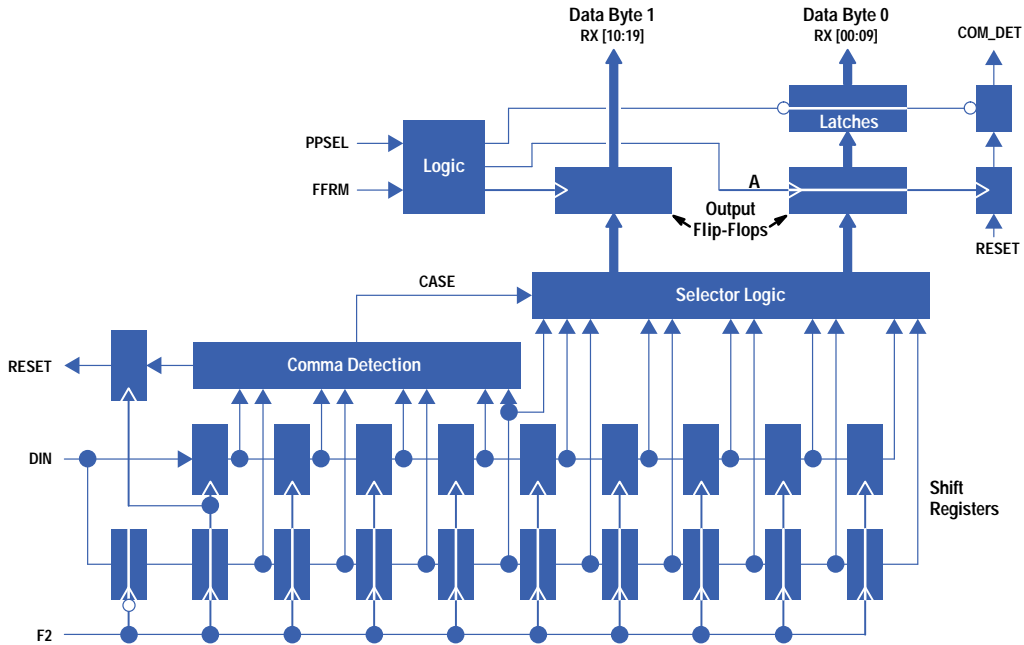 Data Byte 1
RX [10:19]
Data Byte 0
RX [00:09]
COM_DET
Latches
PPSEL
Logic
FFRM
A
Output
Flip-Flops
RESET
CASE
Selector Logic
RESET
Comma Detection
DIN
Shift
Registers
F2